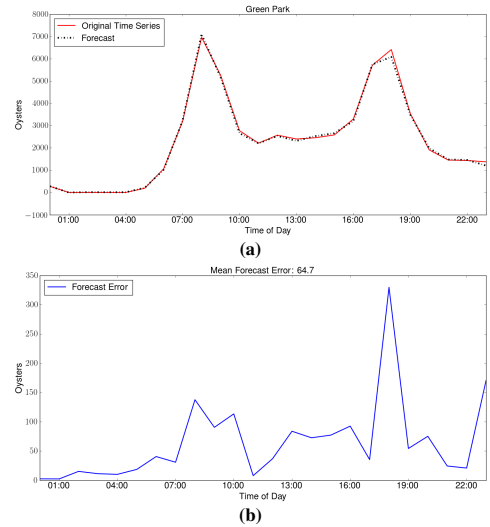 Green Park
8000
7000
6000
5000
4000
3000
2000
1000
0
−1000
Oysters
Original Time Series
Forecast
01:00 04:00 07:00 10:00 13:00 16:00 19:00 22:00
Time of Day
(a)
Mean Forecast Error: 64.7
350
300
250
200
150
100
50
0
Oysters
Forecast Error
01:00 04:00 07:00 10:00 13:00 16:00 19:00 22:00
Time of Day
(b)